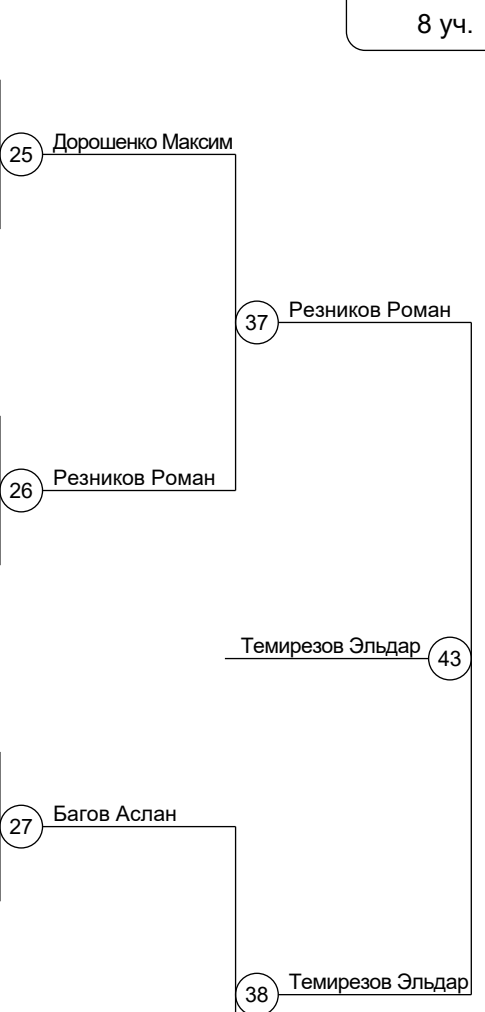 8 уч.
25 Дорошенко Максим
37 Резников Роман
26 Резников Роман
Темирезов Эльдар 43
27 Багов Аслан
38 Темирезов Эльдар